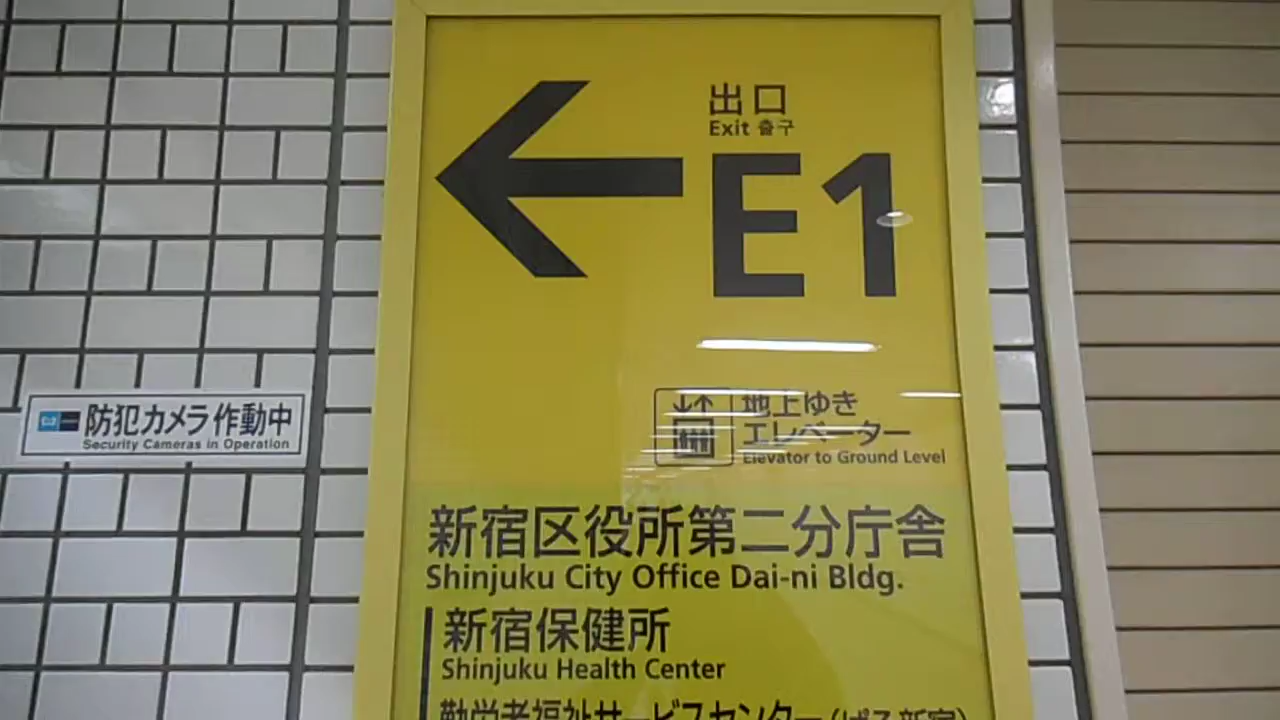 出口
Exit 출구
E1
地上ゆき
エレベーター
Elevator to Ground Level
防犯カメラ作動中
Security Cameras in Operation
新宿区役所第二分庁舎
Shinjuku City Office Dai-ni Bldg.
新宿保健所
Shinjuku Health Center
勤労者福祉サービスセンター(ぱる新宿)